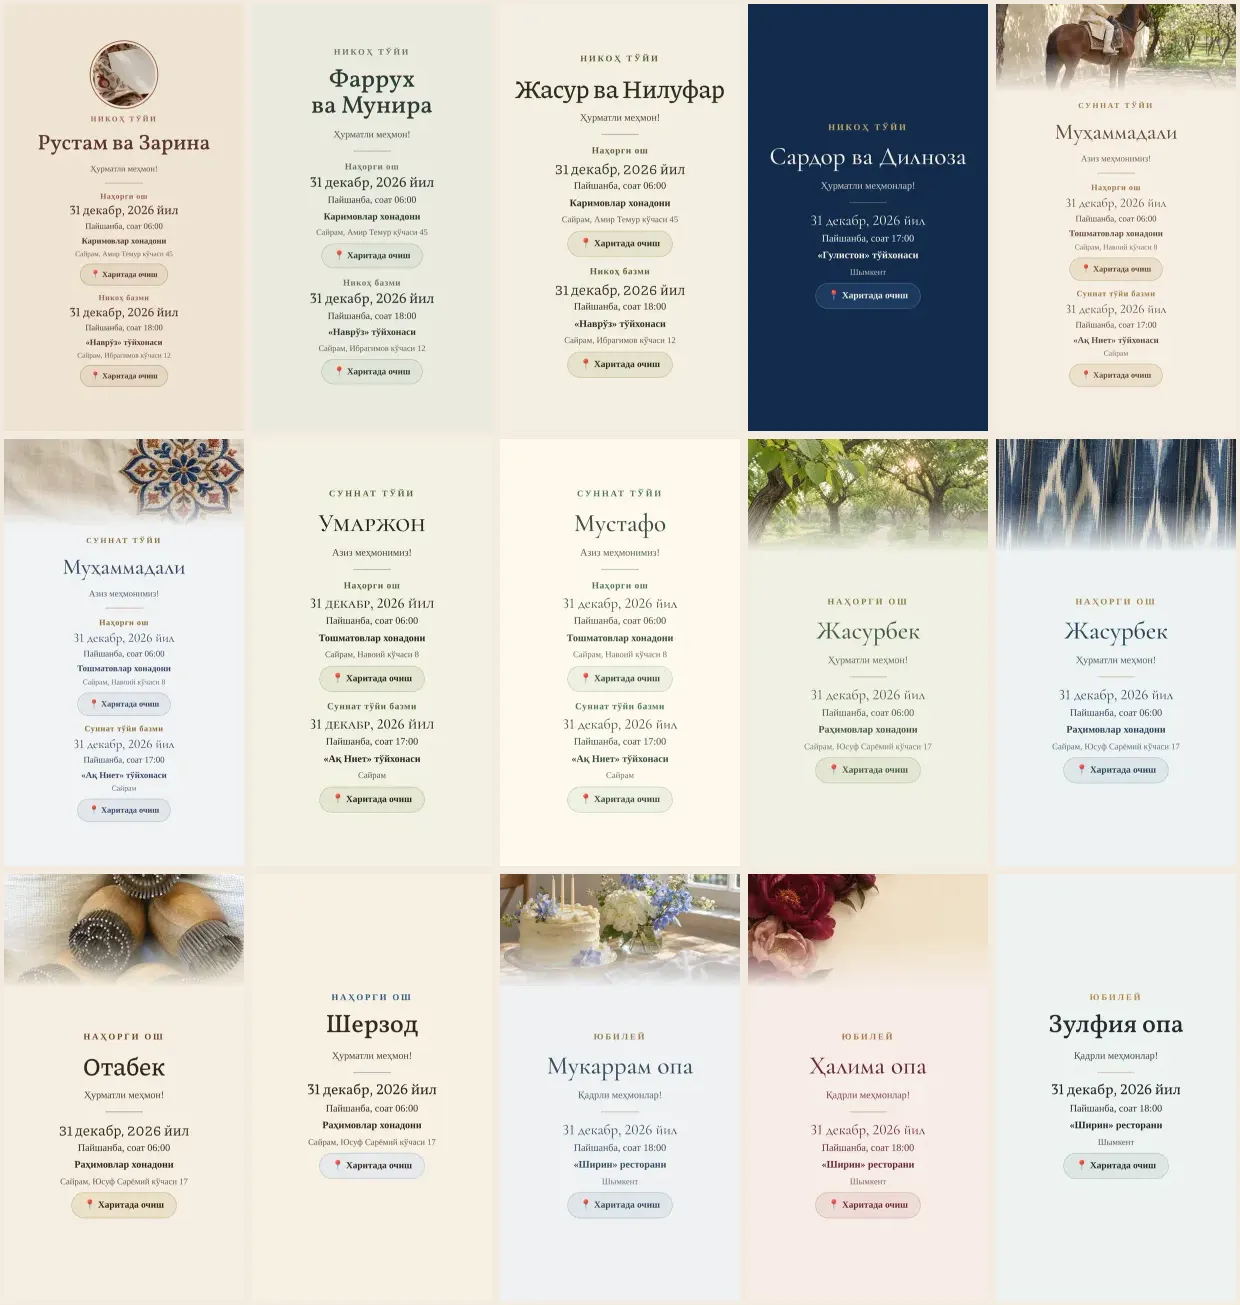 НИКОҲ ТЎЙИ
Рустам ва Зарина
Ҳурматли меҳмон!
Наҳорги ош
31 декабр, 2026 йил
Пайшанба, соат 06:00
Каримовлар хонадони
Сайрам, Амир Темур кўчаси 45
Харитада очиш
Никоҳ базми
31 декабр, 2026 йил
Пайшанба, соат 18:00
«Наврўз» тўйхонаси
Сайрам, Ибрагимов кўчаси 12
Харитада очиш
НИКОҲ ТЎЙИ
Фаррух
ва Мунира
Ҳурматли меҳмон!
Наҳорги ош
31 декабр, 2026 йил
Пайшанба, соат 06:00
Каримовлар хонадони
Сайрам, Амир Темур кўчаси 45
Харитада очиш
Никоҳ базми
31 декабр, 2026 йил
Пайшанба, соат 18:00
«Наврўз» тўйхонаси
Сайрам, Ибрагимов кўчаси 12
Харитада очиш
НИКОҲ ТЎЙИ
Жасур ва Нилуфар
Ҳурматли меҳмон!
Наҳорги ош
31 декабр, 2026 йил
Пайшанба, соат 06:00
Каримовлар хонадони
Сайрам, Амир Темур кўчаси 45
Харитада очиш
Никоҳ базми
31 декабр, 2026 йил
Пайшанба, соат 18:00
«Наврўз» тўйхонаси
Сайрам, Ибрагимов кўчаси 12
Харитада очиш
НИКОҲ ТЎЙИ
Сардор ва Дилноза
Ҳурматли меҳмонлар!
31 декабр, 2026 йил
Пайшанба, соат 17:00
«Гулистон» тўйхонаси
Шымкент
Харитада очиш
СУННАТ ТЎЙИ
Муҳаммадали
Азиз меҳмонимиз!
Наҳорги ош
31 декабр, 2026 йил
Пайшанба, соат 06:00
Тошматовлар хонадони
Сайрам, Навоий кўчаси 8
Харитада очиш
Суннат тўйи базми
31 декабр, 2026 йил
Пайшанба, соат 17:00
«Ақ Ниет» тўйхонаси
Сайрам
Харитада очиш
СУННАТ ТЎЙИ
Муҳаммадали
Азиз меҳмонимиз!
Наҳорги ош
31 декабр, 2026 йил
Пайшанба, соат 06:00
Тошматовлар хонадони
Сайрам, Навоий кўчаси 8
Харитада очиш
Суннат тўйи базми
31 декабр, 2026 йил
Пайшанба, соат 17:00
«Ақ Ниет» тўйхонаси
Сайрам
Харитада очиш
СУННАТ ТЎЙИ
Умаржон
Азиз меҳмонимиз!
Наҳорги ош
31 декабр, 2026 йил
Пайшанба, соат 06:00
Тошматовлар хонадони
Сайрам, Навоий кўчаси 8
Харитада очиш
Суннат тўйи базми
31 декабр, 2026 йил
Пайшанба, соат 17:00
«Ақ Ниет» тўйхонаси
Сайрам
Харитада очиш
СУННАТ ТЎЙИ
Мустафо
Азиз меҳмонимиз!
Наҳорги ош
31 декабр, 2026 йил
Пайшанба, соат 06:00
Тошматовлар хонадони
Сайрам, Навоий кўчаси 8
Харитада очиш
Суннат тўйи базми
31 декабр, 2026 йил
Пайшанба, соат 17:00
«Ақ Ниет» тўйхонаси
Сайрам
Харитада очиш
НАҲОРГИ ОШ
Жасурбек
Ҳурматли меҳмон!
31 декабр, 2026 йил
Пайшанба, соат 06:00
Раҳимовлар хонадони
Сайрам, Юсуф Сарёмий кўчаси 17
Харитада очиш
НАҲОРГИ ОШ
Жасурбек
Ҳурматли меҳмон!
31 декабр, 2026 йил
Пайшанба, соат 06:00
Раҳимовлар хонадони
Сайрам, Юсуф Сарёмий кўчаси 17
Харитада очиш
НАҲОРГИ ОШ
Отабек
Ҳурматли меҳмон!
31 декабр, 2026 йил
Пайшанба, соат 06:00
Раҳимовлар хонадони
Сайрам, Юсуф Сарёмий кўчаси 17
Харитада очиш
НАҲОРГИ ОШ
Шерзод
Ҳурматли меҳмон!
31 декабр, 2026 йил
Пайшанба, соат 06:00
Раҳимовлар хонадони
Сайрам, Юсуф Сарёмий кўчаси 17
Харитада очиш
ЮБИЛЕЙ
Мукаррам опа
Қадрли меҳмонлар!
31 декабр, 2026 йил
Пайшанба, соат 18:00
«Ширин» ресторани
Шымкент
Харитада очиш
ЮБИЛЕЙ
Ҳалима опа
Қадрли меҳмонлар!
31 декабр, 2026 йил
Пайшанба, соат 18:00
«Ширин» ресторани
Шымкент
Харитада очиш
ЮБИЛЕЙ
Зулфия опа
Қадрли меҳмонлар!
31 декабр, 2026 йил
Пайшанба, соат 18:00
«Ширин» ресторани
Шымкент
Харитада очиш